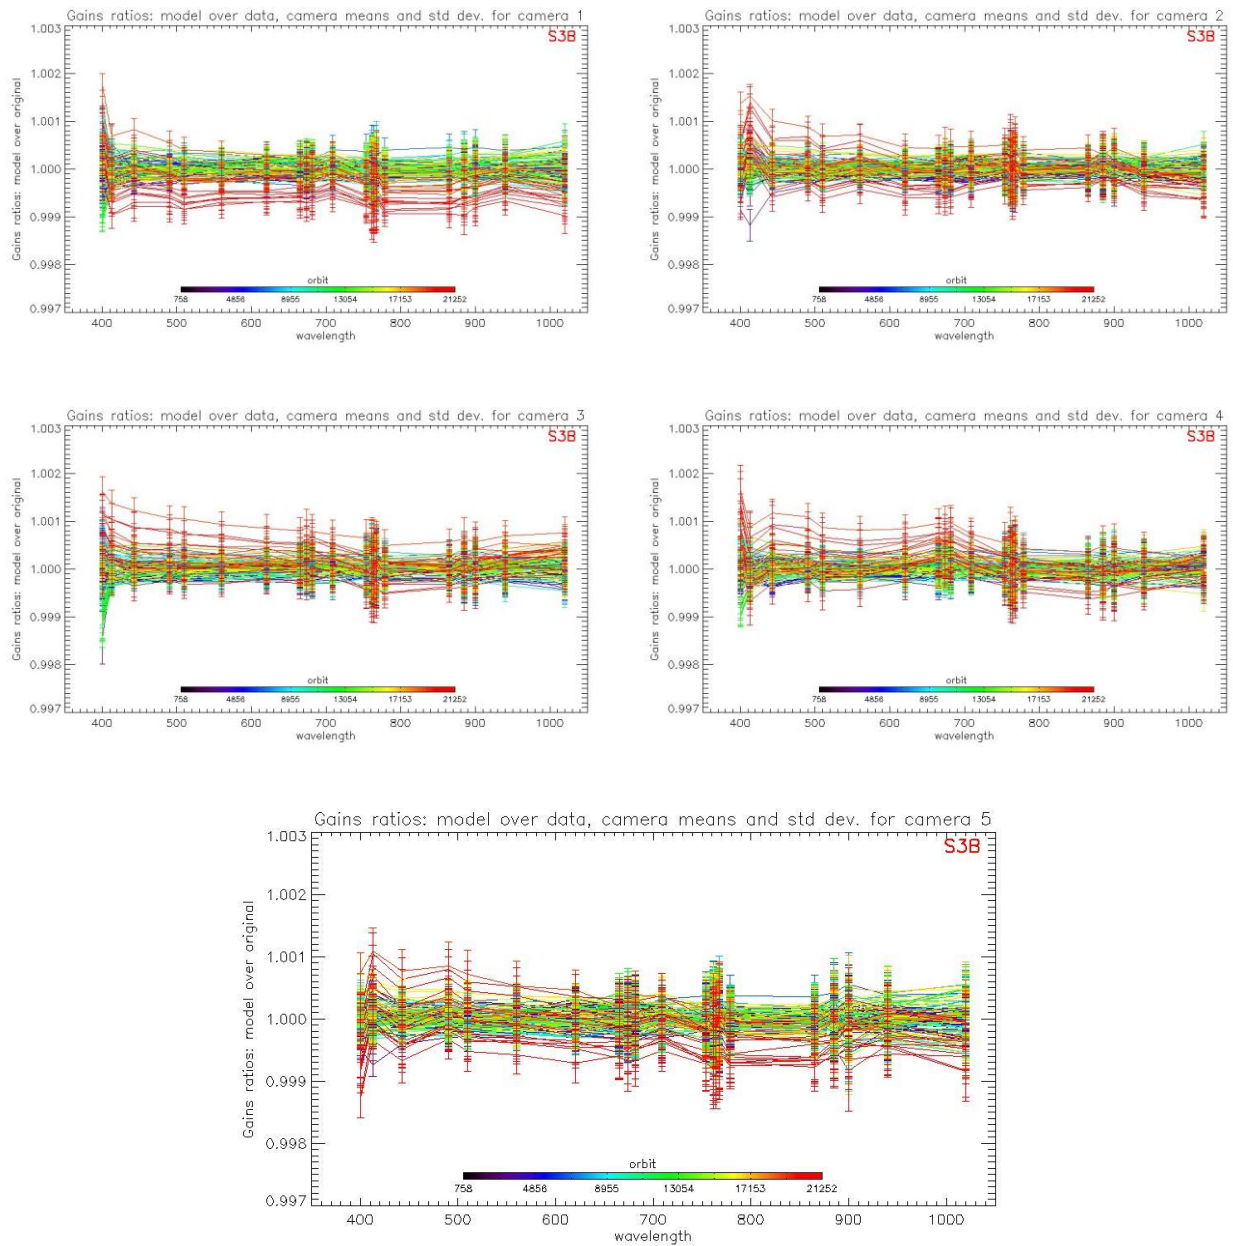 Gains ratios: model over data, camera means and std dev. for camera 1
S3B
Gains ratios: model over original
1.003
1.002
1.001
1.000
0.999
0.998
0.997
orbit
758 4856 8955 13054 17153 21252
400 500 600 700 800 900 1000
wavelength
Gains ratios: model over data, camera means and std dev. for camera 2
S3B
Gains ratios: model over original
1.003
1.002
1.001
1.000
0.999
0.998
0.997
orbit
758 4856 8955 13054 17153 21252
400 500 600 700 800 900 1000
wavelength
Gains ratios: model over data, camera means and std dev. for camera 3
S3B
Gains ratios: model over original
1.003
1.002
1.001
1.000
0.999
0.998
0.997
orbit
758 4856 8955 13054 17153 21252
400 500 600 700 800 900 1000
wavelength
Gains ratios: model over data, camera means and std dev. for camera 4
S3B
Gains ratios: model over original
1.003
1.002
1.001
1.000
0.999
0.998
0.997
orbit
758 4856 8955 13054 17153 21252
400 500 600 700 800 900 1000
wavelength
Gains ratios: model over data, camera means and std dev. for camera 5
S3B
Gains ratios: model over original
1.003
1.002
1.001
1.000
0.999
0.998
0.997
orbit
758 4856 8955 13054 17153 21252
400 500 600 700 800 900 1000
wavelength